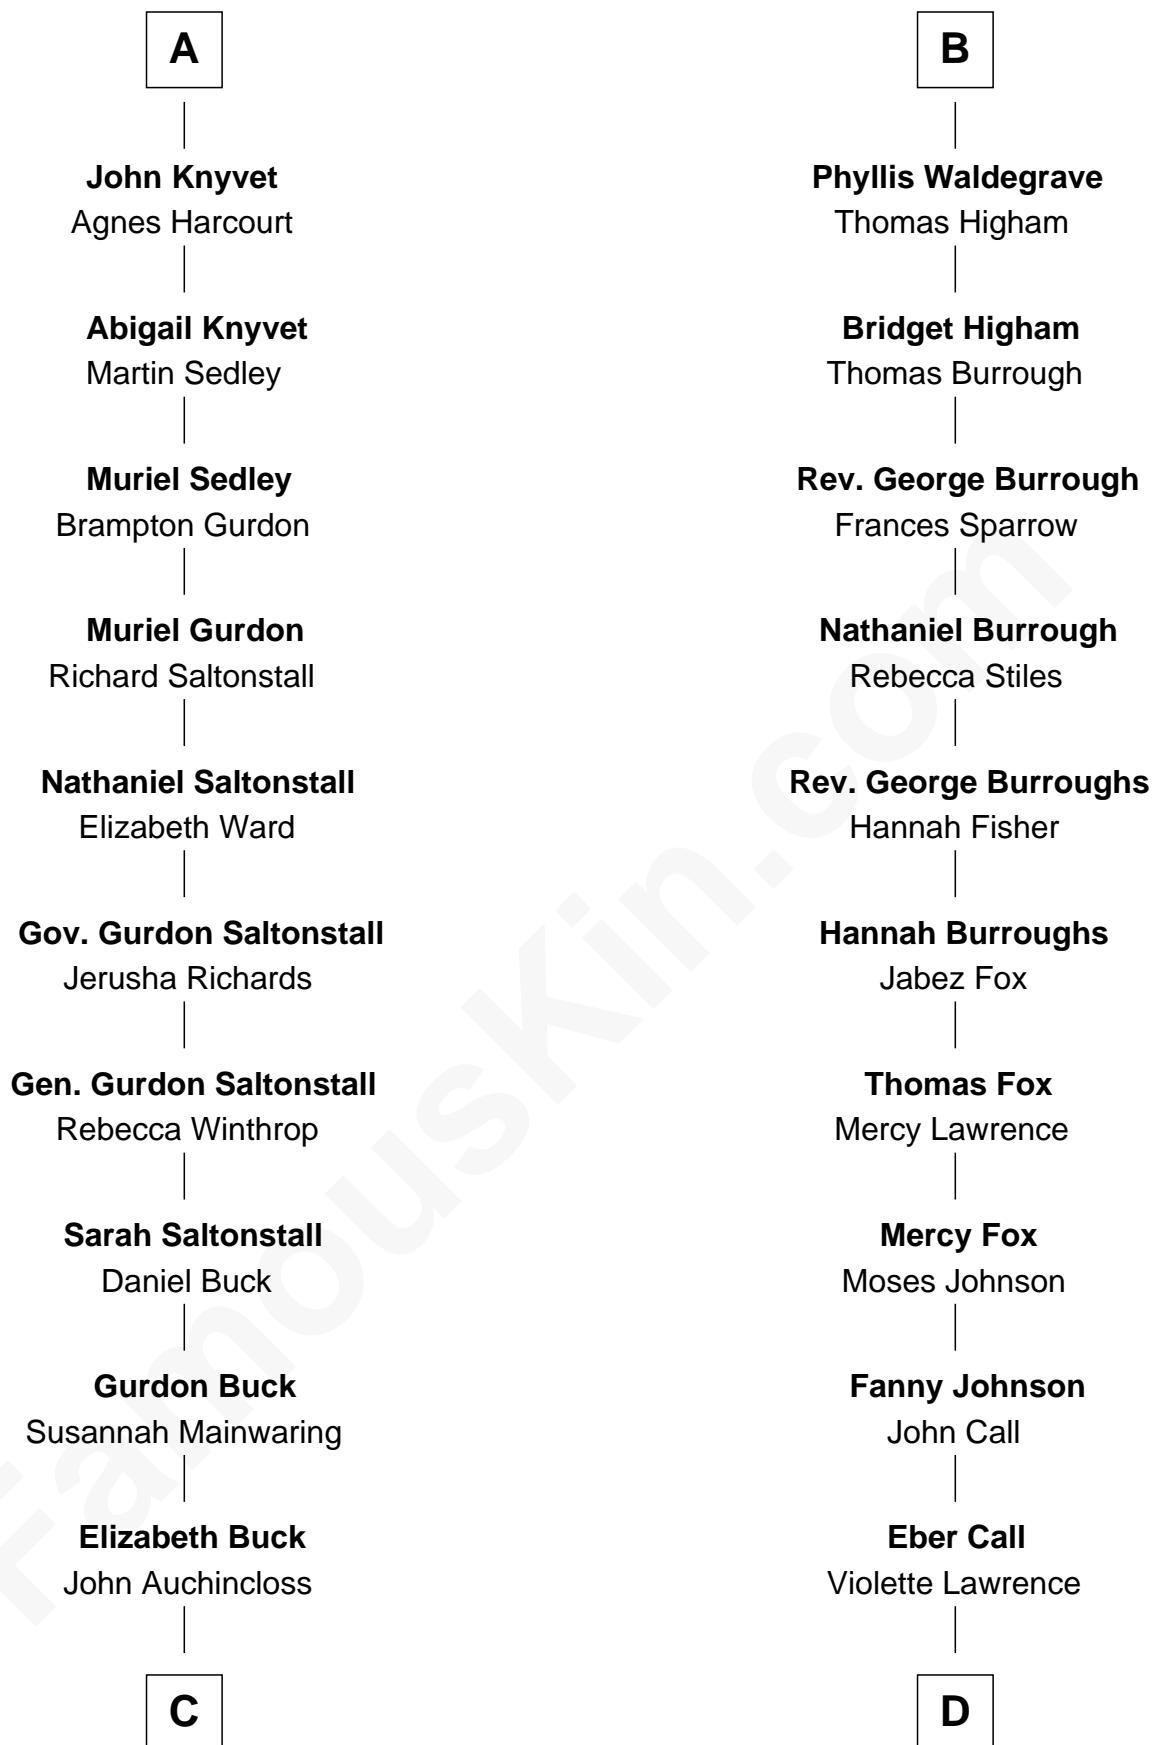 A
John Knyvet
Agnes Harcourt
Abigail Knyvet
Martin Sedley
Muriel Sedley
Brampton Gurdon
Muriel Gurdon
Richard Saltonstall
Nathaniel Saltonstall
Elizabeth Ward
Gov. Gurdon Saltonstall
Jerusha Richards
Gen. Gurdon Saltonstall
Rebecca Winthrop
Sarah Saltonstall
Daniel Buck
Gurdon Buck
Susannah Mainwaring
Elizabeth Buck
John Auchincloss
C
B
Phyllis Waldegrave
Thomas Higham
Bridget Higham
Thomas Burrough
Rev. George Burrough
Frances Sparrow
Nathaniel Burrough
Rebecca Stiles
Rev. George Burroughs
Hannah Fisher
Hannah Burroughs
Jabez Fox
Thomas Fox
Mercy Lawrence
Mercy Fox
Moses Johnson
Fanny Johnson
John Call
Eber Call
Violette Lawrence
D
FamousKin.com